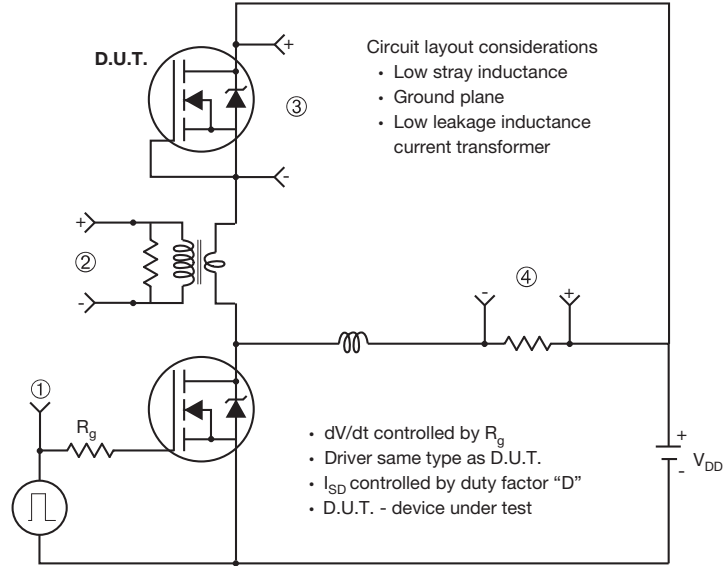 D.U.T.
+
③
-
Circuit layout considerations
• Low stray inductance
• Ground plane
• Low leakage inductance
current transformer
+
②
-
④
-
+
①
Rg
• dV/dt controlled by Rg
• Driver same type as D.U.T.
• ISD controlled by duty factor “D”
• D.U.T. - device under test
+
VDD
-